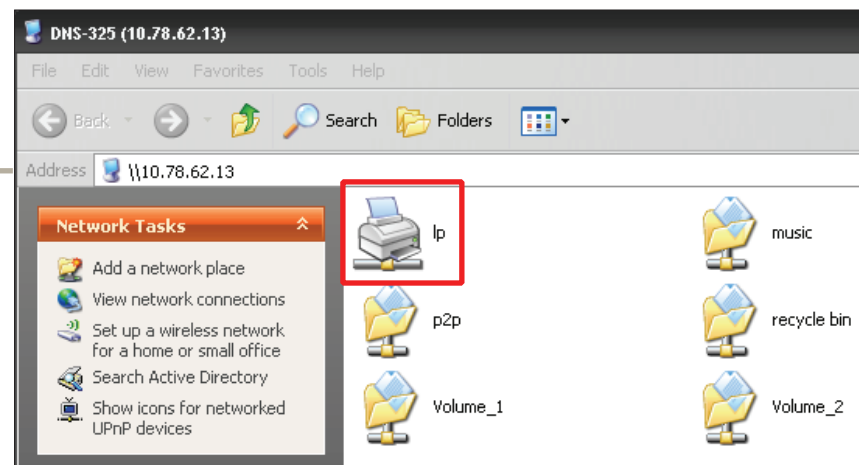 DNS-325 (10.78.62.13)
File Edit View Favorites Tools Help
Back Search Folders
Address \\10.78.62.13
Network Tasks
Add a network place
View network connections
Set up a wireless network
for a home or small office
Search Active Directory
Show icons for networked
UPnP devices
lp music
p2p recycle bin
Volume_1 Volume_2